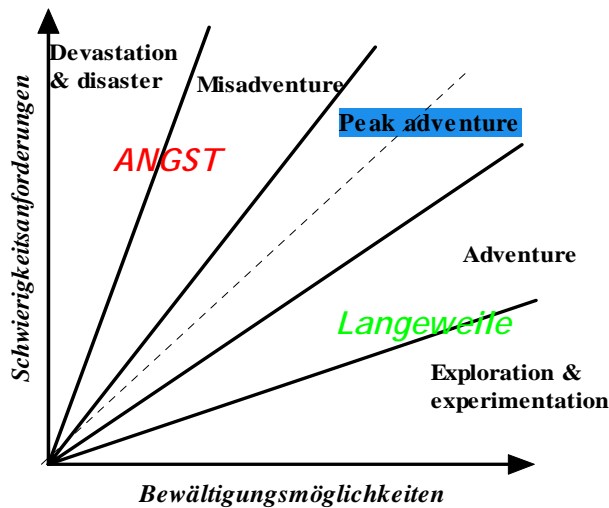 Devastation
& disaster
Misadventure
Peak adventure
ANGST
Adventure
Langeweile
Exploration &
experimentation
Schwierigkeitsanforderungen
Bewältigungsmöglichkeiten